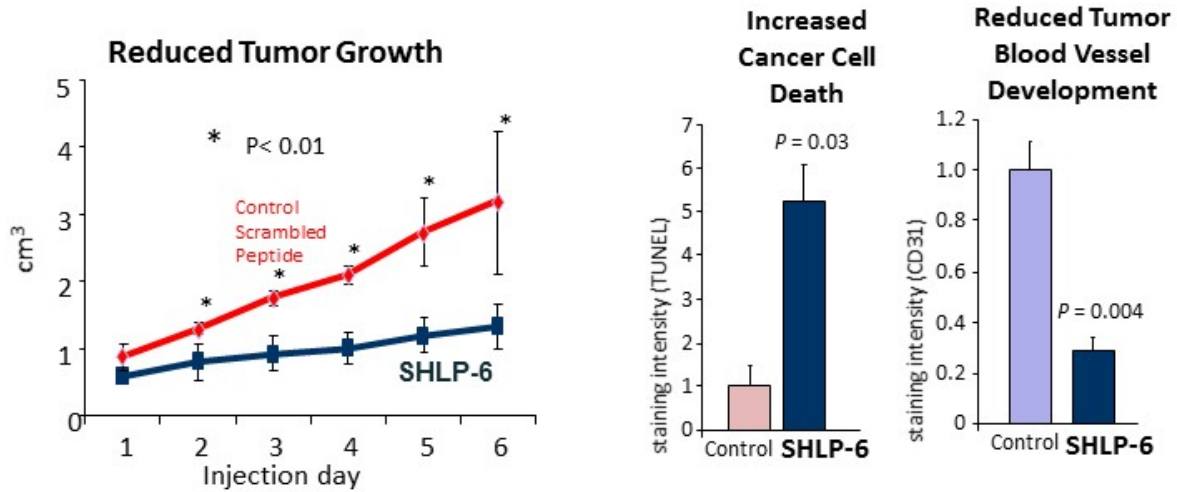 Reduced Tumor Growth
5
4
3
2
1
0
cm³
* P< 0.01
Control
Scrambled
Peptide
*
*
*
*
*
SHLP-6
1 2 3 4 5 6
Injection day
Increased
Cancer Cell
Death
7
6
5
4
3
2
1
0
staining intensity (TUNEL)
P = 0.03
Control SHLP-6
Reduced Tumor
Blood Vessel
Development
1.2
1.0
0.8
0.6
0.4
0.2
0
staining intensity (CD31)
P = 0.004
Control SHLP-6